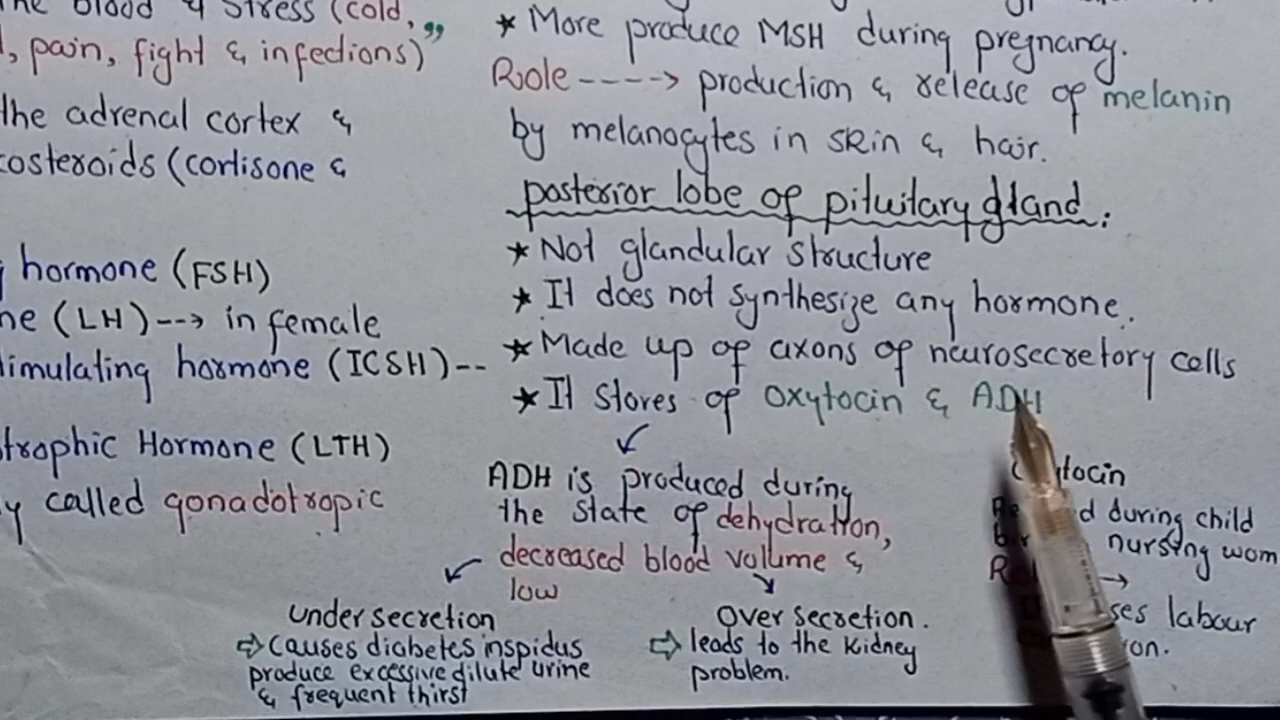 the blood & stress (cold, ,,
, pain, fight & infections)
the adrenal cortex &
costeroids (cortisone &
hormone (FSH)
ne (LH) --→ in female
timulating hormone (ICSH)--
trophic Hormone (LTH)
y called gonadotropic
★ More produce MSH during pregnancy.
Role ----→ production & release of melanin
by melanocytes in skin & hair.
posterior lobe of pituitary gland.
★ Not glandular structure
★ It does not synthesize any hormone.
★ Made up of axons of neurosecretory cells
★ It stores of oxytocin & ADH
ADH is produced during
the state of dehydration,
decreased blood volume &
low
Under secretion
⇒ Causes diabetes inspidus
produce excessive dilute urine
& frequent thirst
Over secretion.
⇒ leads to the kidney
problem.
tocin
d during child
nursing wom
→
ses labour
on.